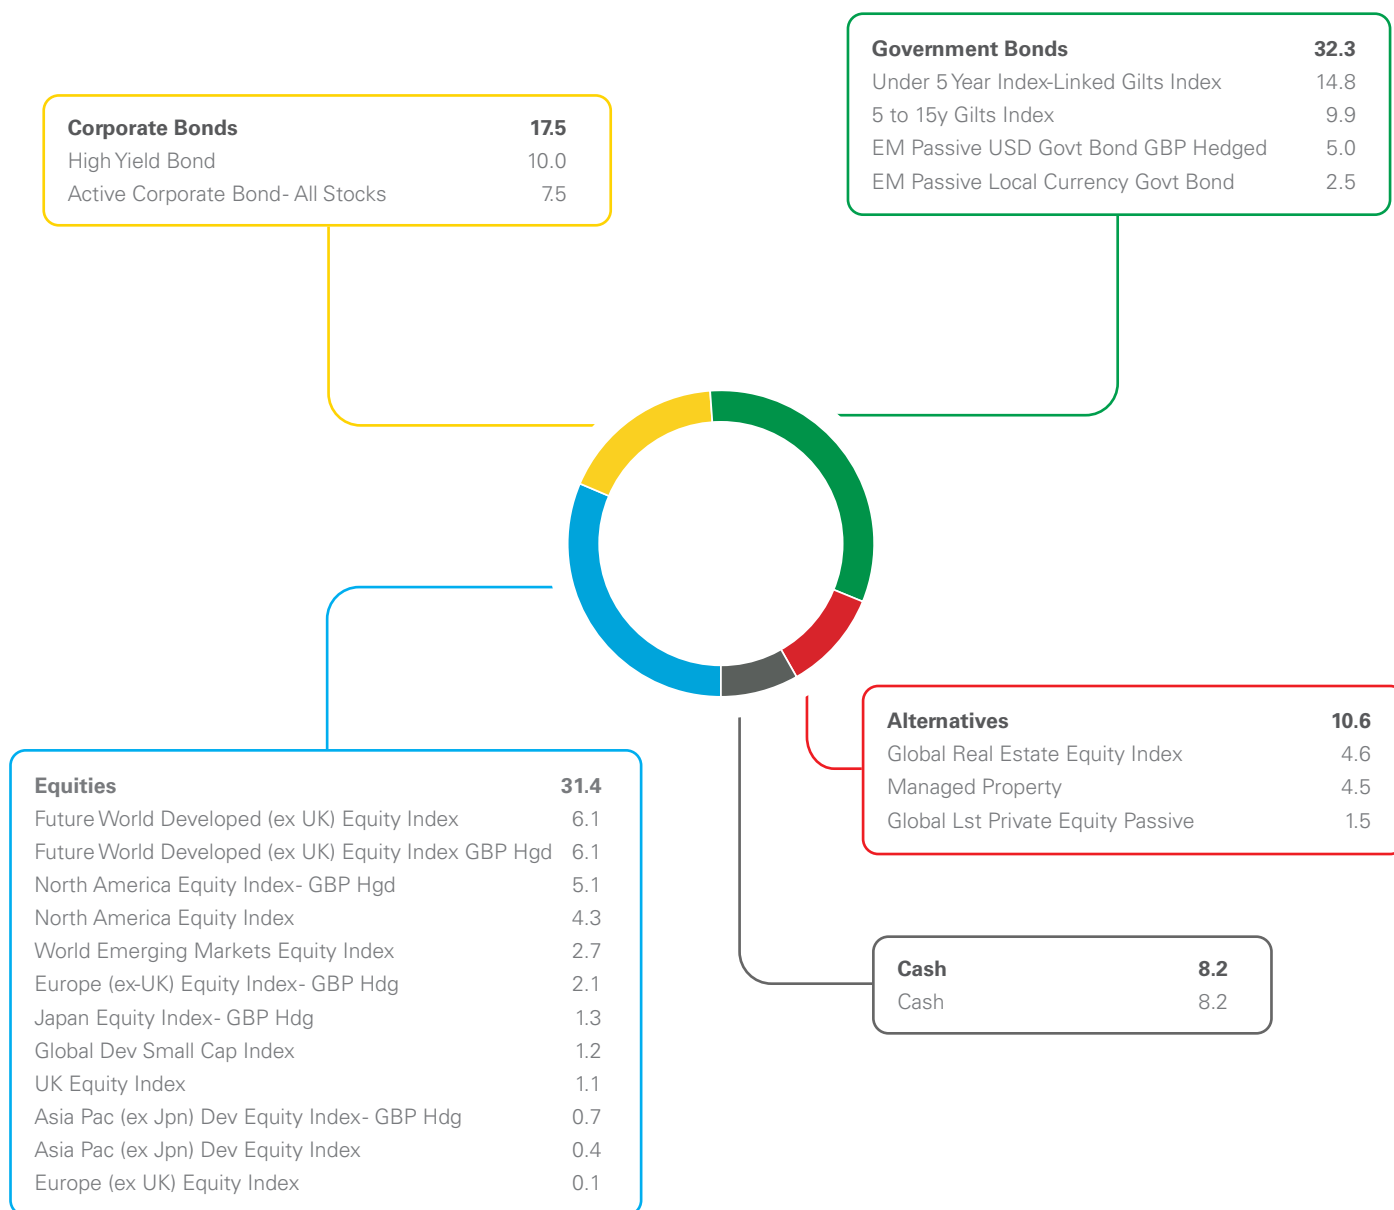 Government Bonds 32.3
Under 5 Year Index-Linked Gilts Index 14.8
5 to 15y Gilts Index 9.9
EM Passive USD Govt Bond GBP Hedged 5.0
EM Passive Local Currency Govt Bond 2.5
Corporate Bonds 17.5
High Yield Bond 10.0
Active Corporate Bond- All Stocks 7.5
Alternatives 10.6
Global Real Estate Equity Index 4.6
Managed Property 4.5
Global Lst Private Equity Passive 1.5
Equities 31.4
Future World Developed (ex UK) Equity Index 6.1
Future World Developed (ex UK) Equity Index GBP Hgd 6.1
North America Equity Index- GBP Hgd 5.1
North America Equity Index 4.3
World Emerging Markets Equity Index 2.7
Europe (ex-UK) Equity Index- GBP Hdg 2.1
Japan Equity Index- GBP Hdg 1.3
Global Dev Small Cap Index 1.2
UK Equity Index 1.1
Asia Pac (ex Jpn) Dev Equity Index- GBP Hdg 0.7
Asia Pac (ex Jpn) Dev Equity Index 0.4
Europe (ex UK) Equity Index 0.1
Cash 8.2
Cash 8.2